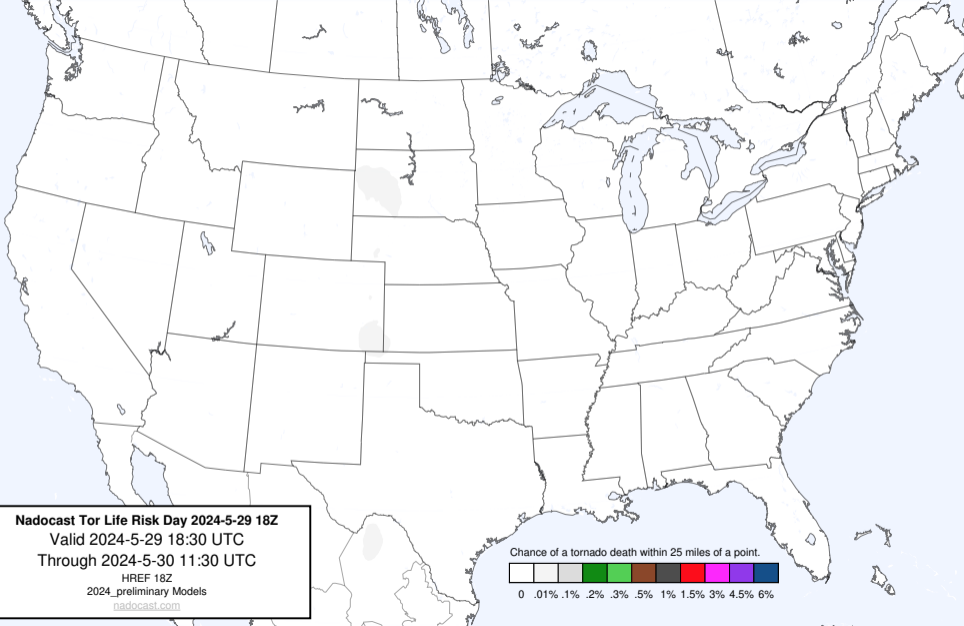 Nadocast Tor Life Risk Day 2024-5-29 18Z
Valid 2024-5-29 18:30 UTC
Through 2024-5-30 11:30 UTC
HREF 18Z
2024_preliminary Models
nadocast.com
Chance of a tornado death within 25 miles of a point.
0 .01% .1% .2% .3% .5% 1% 1.5% 3% 4.5% 6%